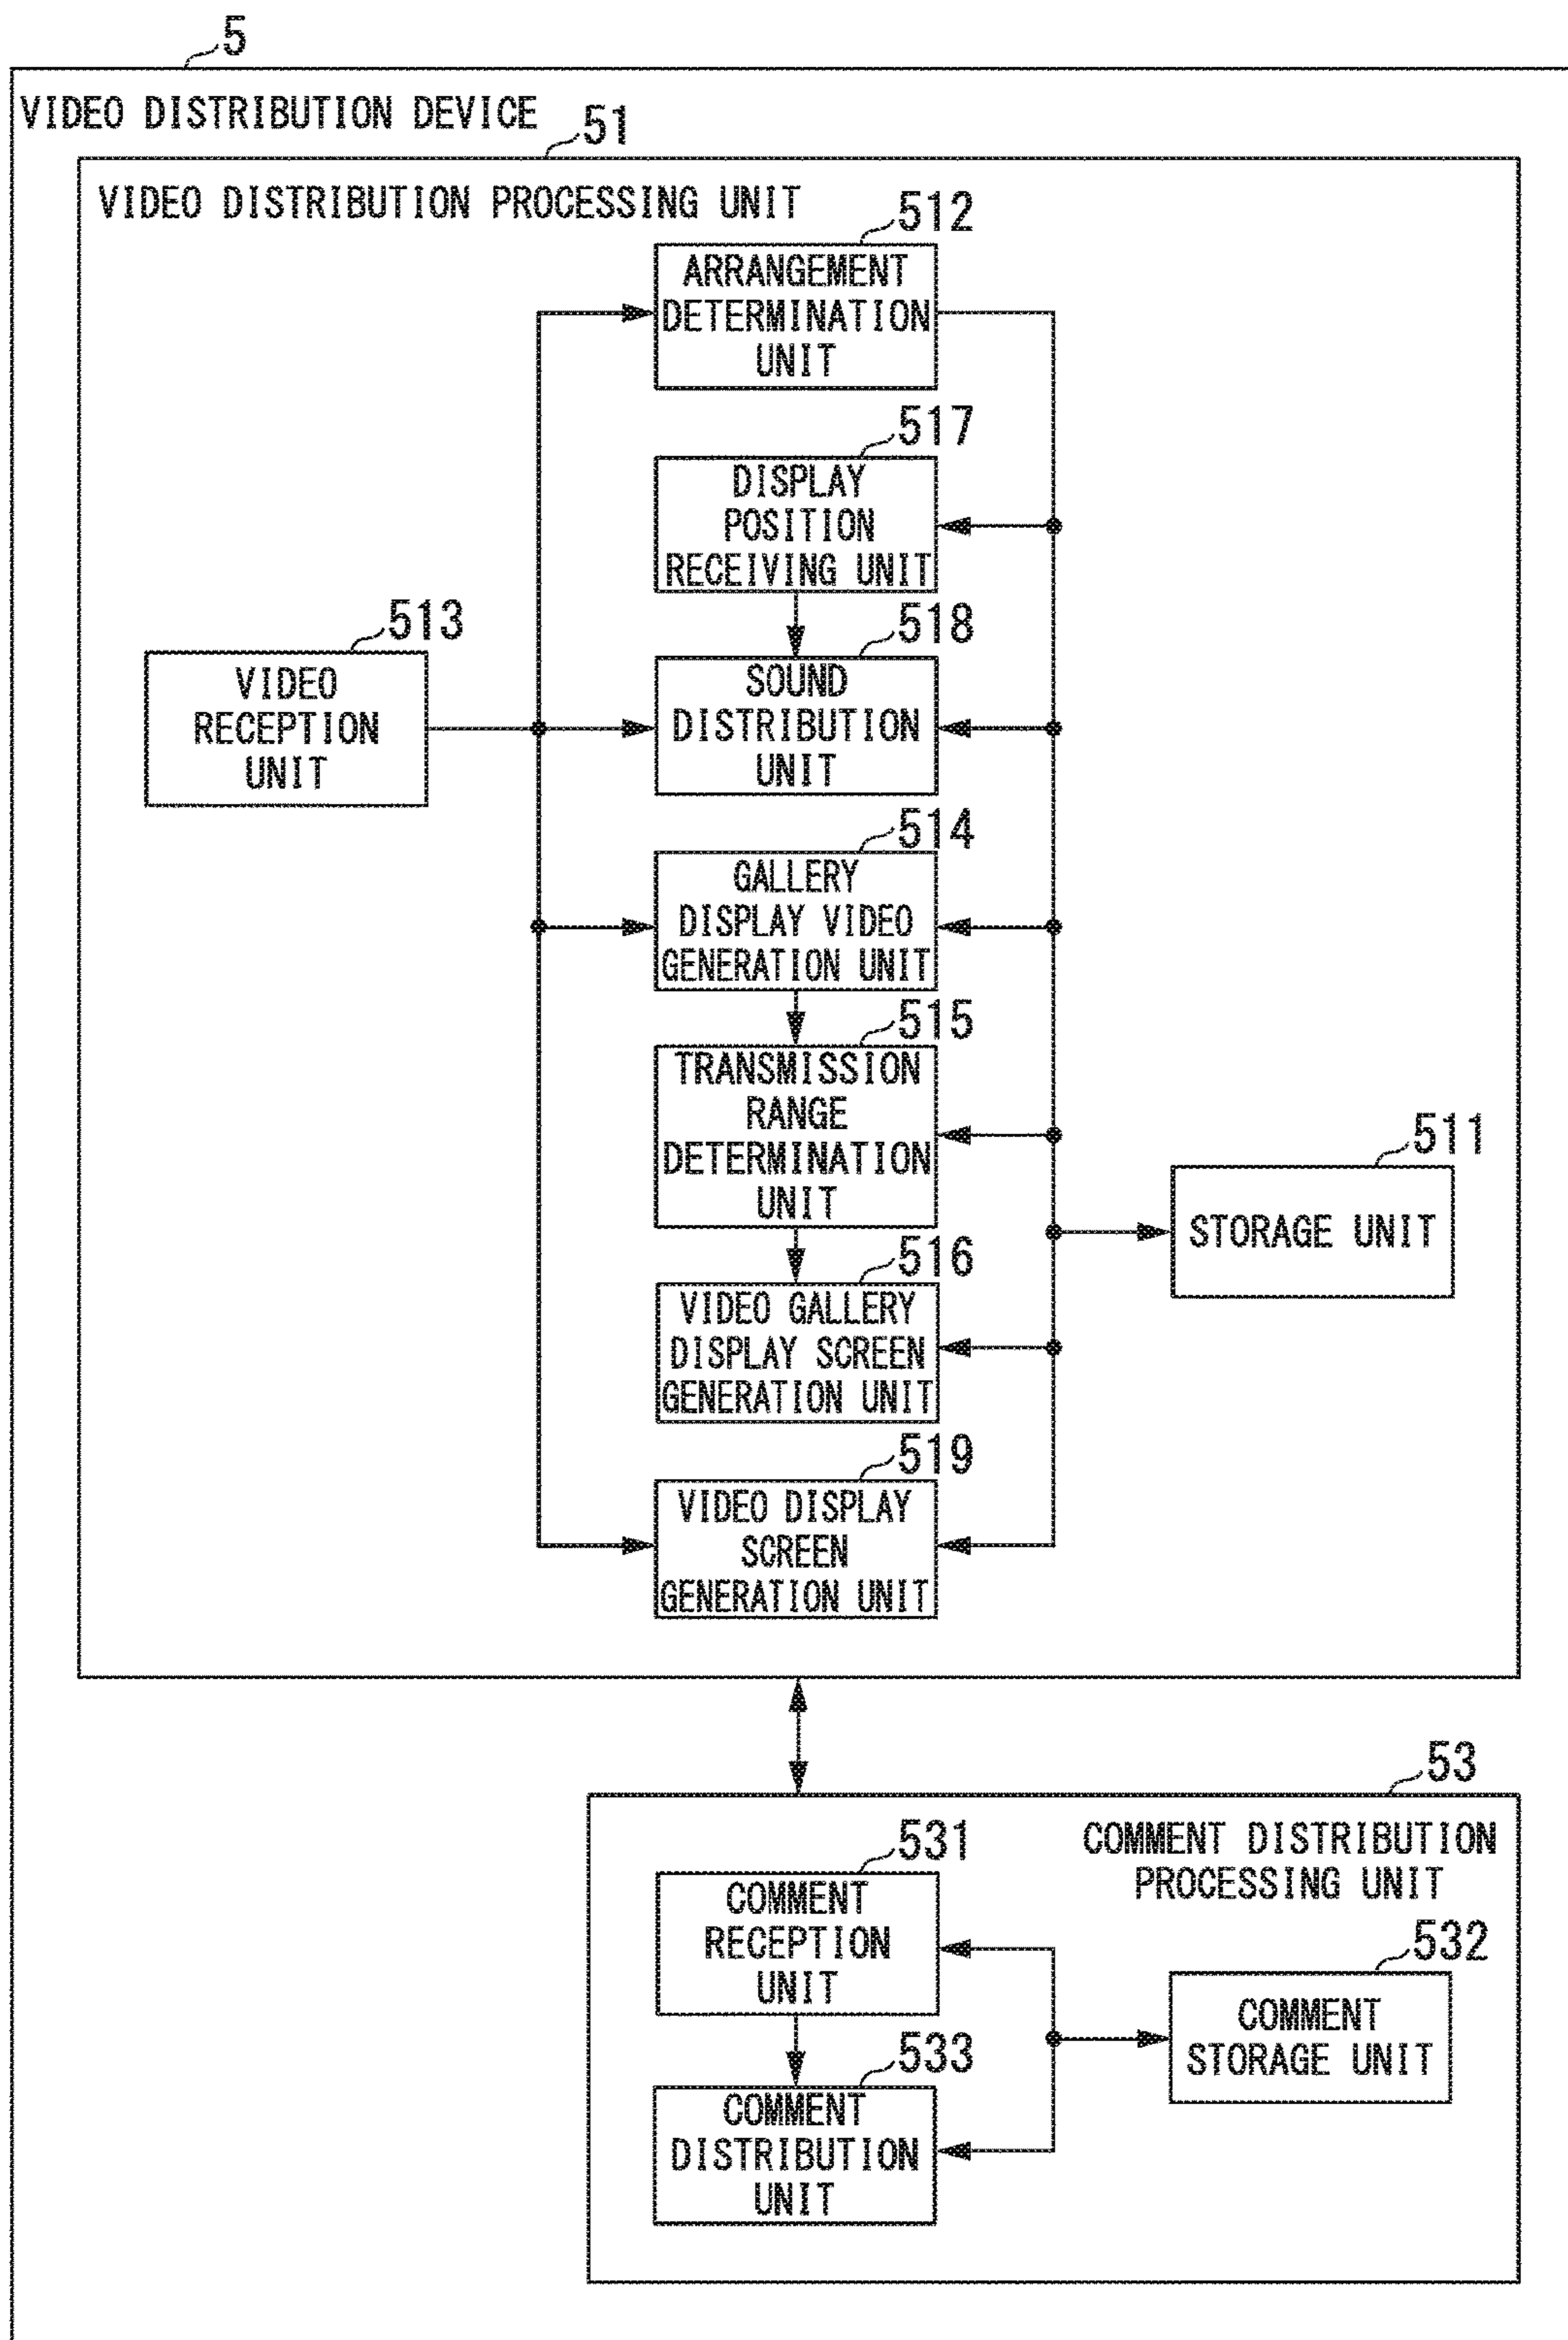 5
VIDEO DISTRIBUTION DEVICE
51
VIDEO DISTRIBUTION PROCESSING UNIT
512
ARRANGEMENT
DETERMINATION
UNIT
517
DISPLAY
POSITION
RECEIVING UNIT
513
VIDEO
RECEPTION
UNIT
518
SOUND
DISTRIBUTION
UNIT
514
GALLERY
DISPLAY VIDEO
GENERATION UNIT
515
TRANSMISSION
RANGE
DETERMINATION
UNIT
511
STORAGE UNIT
516
VIDEO GALLERY
DISPLAY SCREEN
GENERATION UNIT
519
VIDEO DISPLAY
SCREEN
GENERATION UNIT
53
COMMENT DISTRIBUTION
PROCESSING UNIT
531
COMMENT
RECEPTION
UNIT
532
COMMENT
STORAGE UNIT
533
COMMENT
DISTRIBUTION
UNIT